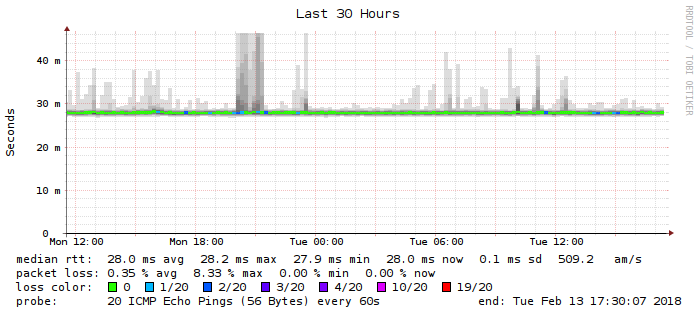 Last 30 Hours
RRDTOOL / TOBI OETIKER
Seconds
40 m
30 m
20 m
10 m
0
Mon 12:00 Mon 18:00 Tue 00:00 Tue 06:00 Tue 12:00
median rtt: 28.0 ms avg 28.2 ms max 27.9 ms min 28.0 ms now 0.1 ms sd 509.2 am/s
packet loss: 0.35 % avg 8.33 % max 0.00 % min 0.00 % now
loss color: 0 1/20 2/20 3/20 4/20 10/20 19/20
probe: 20 ICMP Echo Pings (56 Bytes) every 60s end: Tue Feb 13 17:30:07 2018